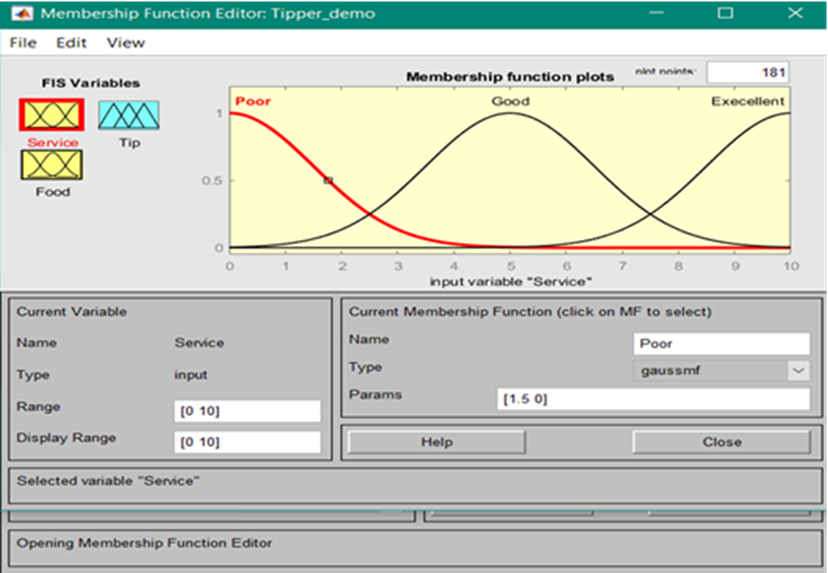 Membership Function Editor: Tipper_demo
File Edit View
FIS Variables
Service
Tip
Food
Membership function plots
plot points:
181
Poor
Good
Execellent
1
0.5
0
0 1 2 3 4 5 6 7 8 9 10
input variable "Service"
Current Variable
Name Service
Type input
Range [0 10]
Display Range [0 10]
Current Membership Function (click on MF to select)
Name Poor
Type gaussmf
Params [1.5 0]
Help Close
Selected variable "Service"
Opening Membership Function Editor